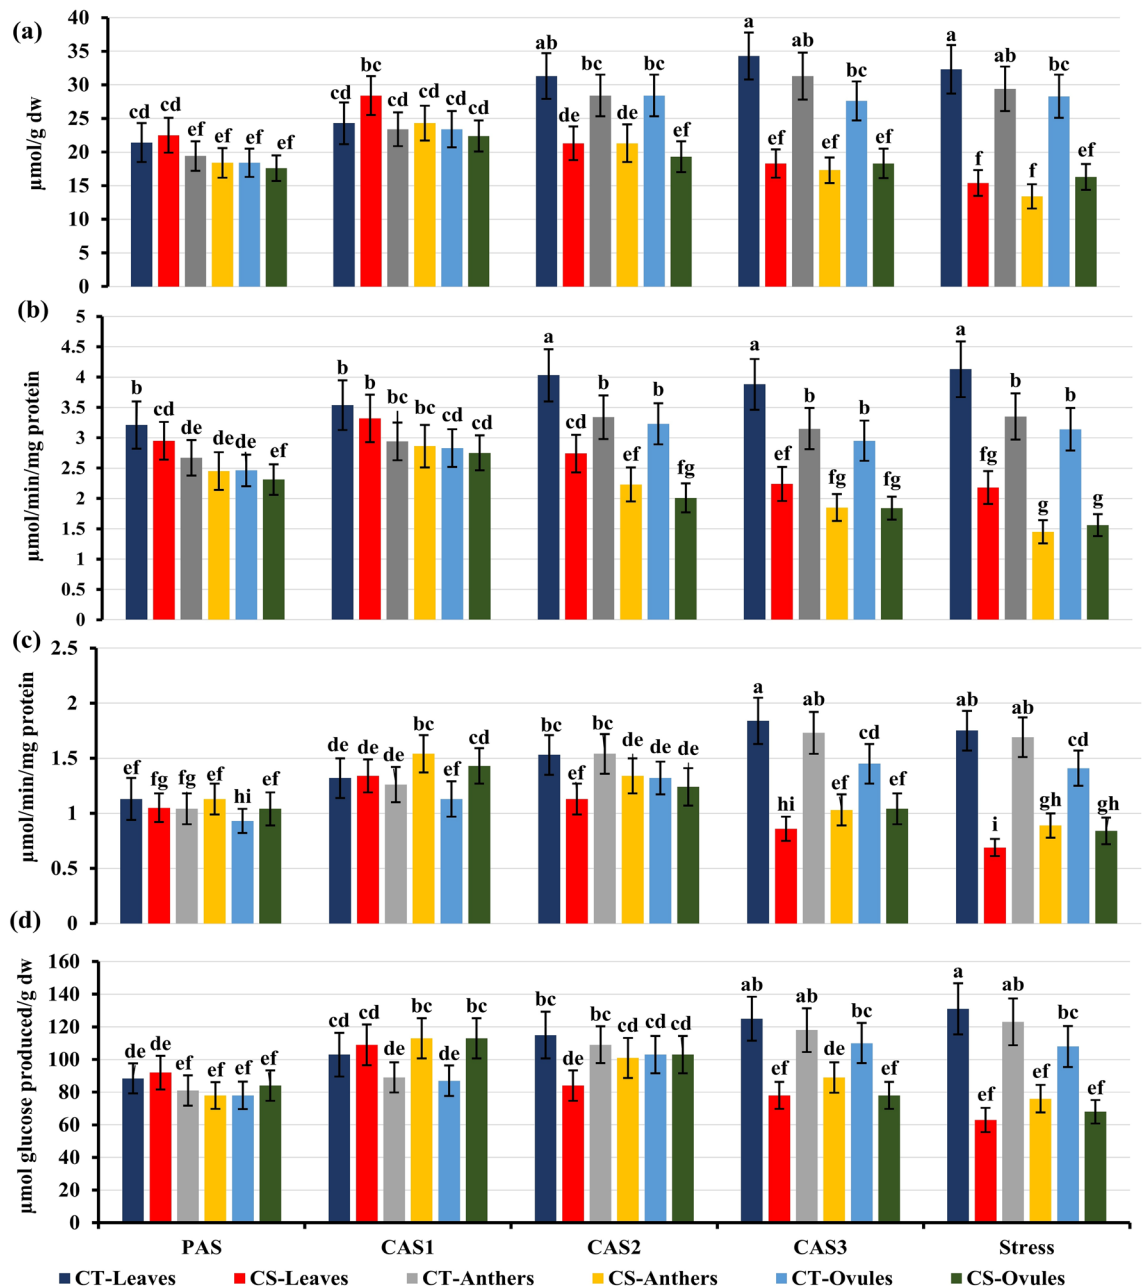 (a)
µmol/g dw
40
35
30
25
20
15
10
5
0
cd cd ef ef ef ef
cd bc cd cd cd cd
ab de bc de bc ef
a ef ab ef bc ef
a f ab f bc ef
(b)
µmol/min/mg protein
5
4.5
4
3.5
3
2.5
2
1.5
1
0.5
0
b cd de de de ef
b b bc bc cd cd
a cd b ef b fg
a ef b fg b fg
a fg b g b g
(c)
µmol/min/mg protein
2.5
2
1.5
1
0.5
0
ef fg fg ef hi ef
de de de bc ef de
bc ef bc de de de
a hi ab ef cd ef
ab i ab gh cd gh
(d)
µmol glucose produced/g dw
160
140
120
100
80
60
40
20
0
de de ef ef ef ef
cd cd de bc de bc
bc de bc cd cd cd
ab ef ab de bc ef
a ef ab ef bc ef
PAS CAS1 CAS2 CAS3 Stress
CT-Leaves CS-Leaves CT-Anthers CS-Anthers CT-Ovules CS-Ovules